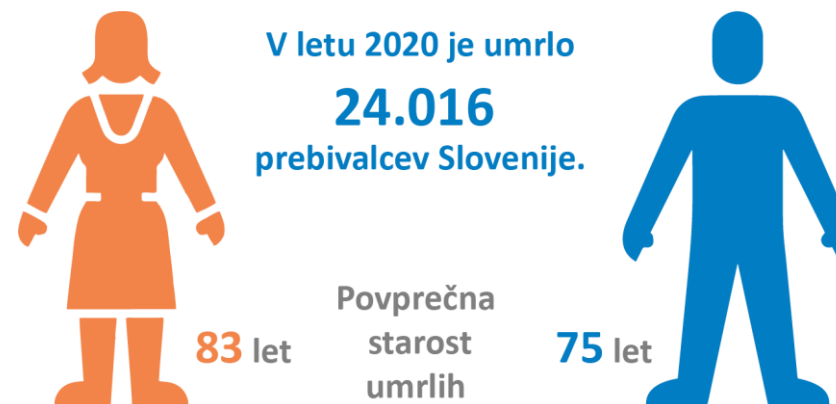 V letu 2020 je umrlo
24.016
prebivalcev Slovenije.
Povprečna
starost
umrlih
83 let
75 let